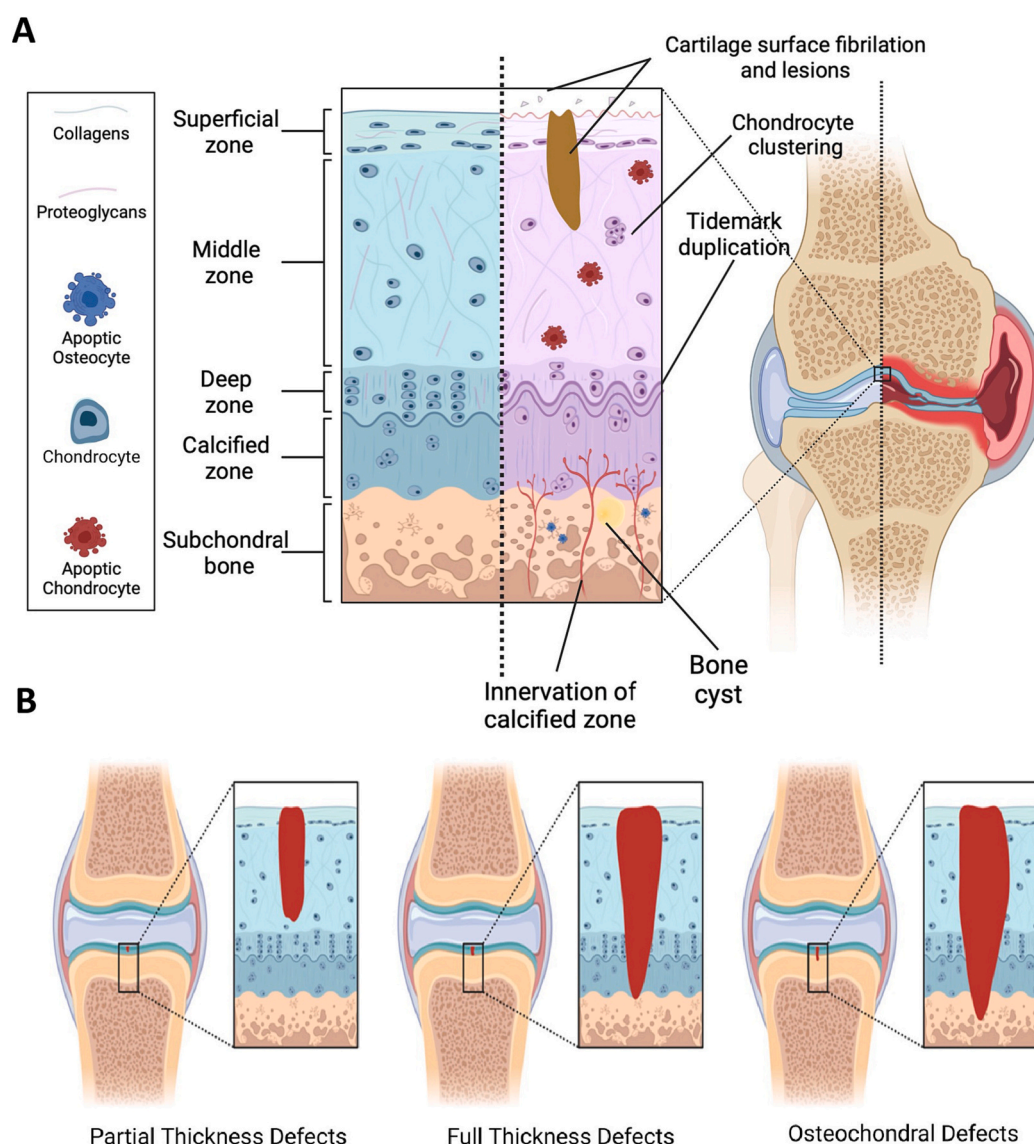 A
Cartilage surface fibrilation
and lesions
Collagens
Proteoglycans
Apoptic
Osteocyte
Chondrocyte
Apoptic
Chondrocyte
Superficial
zone
Middle
zone
Deep
zone
Calcified
zone
Subchondral
bone
Chondrocyte
clustering
Tidemark
duplication
Innervation of
calcified zone
Bone
cyst
B
Partial Thickness Defects
Full Thickness Defects
Osteochondral Defects